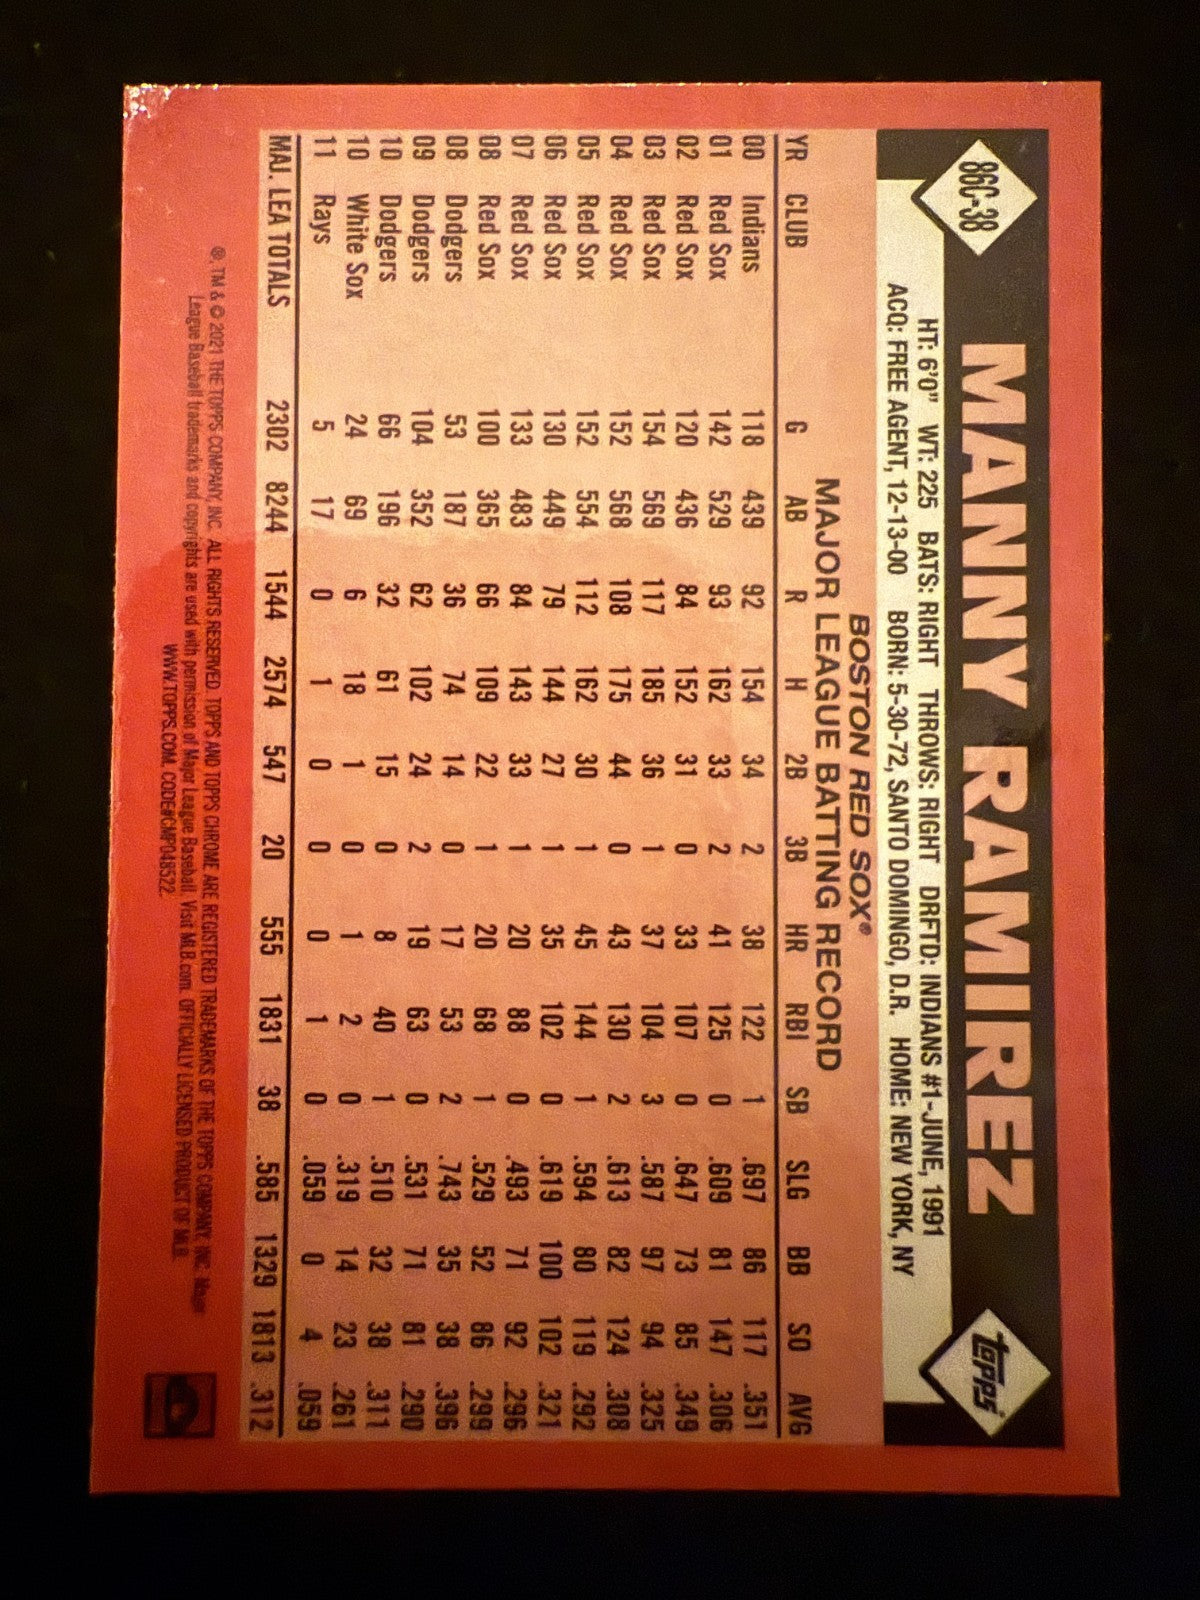 86C-38
MANNY RAMIREZ
topps
HT: 6'0" WT: 225 BATS: RIGHT THROWS: RIGHT DRFTD: INDIANS #1-JUNE, 1991
ACQ: FREE AGENT, 12-13-00 BORN: 5-30-72, SANTO DOMINGO, D.R. HOME: NEW YORK, NY
BOSTON RED SOX®
MAJOR LEAGUE BATTING RECORD
YR CLUB G AB R H 2B 3B HR RBI SB SLG BB SO AVG
00 Indians 118 439 92 154 34 2 38 122 1 .697 86 117 .351
01 Red Sox 142 529 93 162 33 2 41 125 0 .609 81 147 .306
02 Red Sox 120 436 84 152 31 0 33 107 0 .647 73 85 .349
03 Red Sox 154 569 117 185 36 1 37 104 3 .587 97 94 .325
04 Red Sox 152 568 108 175 44 0 43 130 2 .613 82 124 .308
05 Red Sox 152 554 112 162 30 1 45 144 1 .594 80 119 .292
06 Red Sox 130 449 79 144 27 1 35 102 0 .619 100 102 .321
07 Red Sox 133 483 84 143 33 1 20 88 0 .493 71 92 .296
08 Red Sox 100 365 66 109 22 1 20 68 1 .529 52 86 .299
08 Dodgers 53 187 36 74 14 0 17 53 2 .743 35 38 .396
09 Dodgers 104 352 62 102 24 2 19 63 0 .531 71 81 .290
10 Dodgers 66 196 32 61 15 0 8 40 1 .510 32 38 .311
10 White Sox 24 69 6 18 1 0 1 2 0 .319 14 23 .261
11 Rays 5 17 0 1 0 0 0 1 0 .059 0 4 .059
MAJ. LEA TOTALS 2302 8244 1544 2574 547 20 555 1831 38 .585 1329 1813 .312
®, TM & © 2021 THE TOPPS COMPANY, INC. ALL RIGHTS RESERVED. TOPPS AND TOPPS CHROME ARE REGISTERED TRADEMARKS OF THE TOPPS COMPANY, INC. Major
League Baseball trademarks and copyrights are used with permission of Major League Baseball. Visit MLB.com. OFFICIALLY LICENSED PRODUCT OF MLB
WWW.TOPPS.COM. CODE#CMP048522.